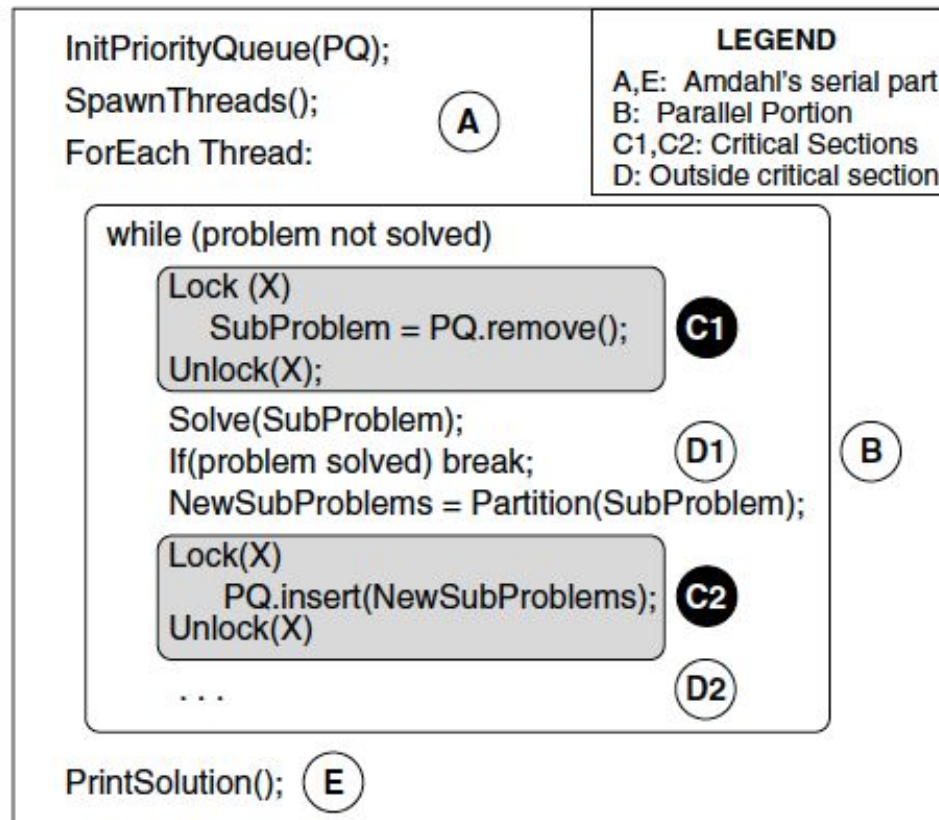 InitPriorityQueue(PQ);
SpawnThreads();
ForEach Thread:
A
LEGEND
A,E: Amdahl's serial part
B: Parallel Portion
C1,C2: Critical Sections
D: Outside critical section
while (problem not solved)
Lock (X)
SubProblem = PQ.remove();
Unlock(X);
C1
Solve(SubProblem);
If(problem solved) break;
NewSubProblems = Partition(SubProblem);
D1
B
Lock(X)
PQ.insert(NewSubProblems);
Unlock(X)
C2
. . .
D2
PrintSolution();
E